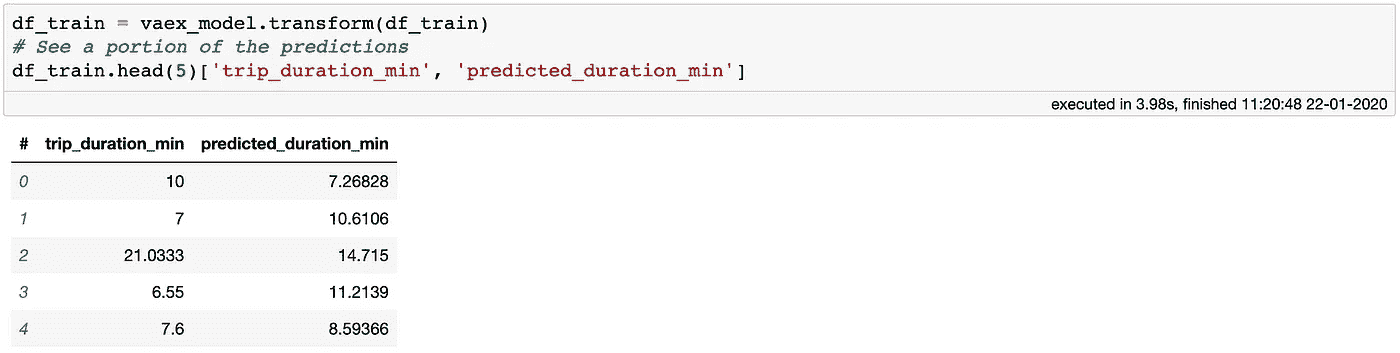 df_train = vaex_model.transform(df_train)
# See a portion of the predictions
df_train.head(5)['trip_duration_min', 'predicted_duration_min']
executed in 3.98s, finished 11:20:48 22-01-2020
# trip_duration_min predicted_duration_min
0 10 7.26828
1 7 10.6106
2 21.0333 14.715
3 6.55 11.2139
4 7.6 8.59366